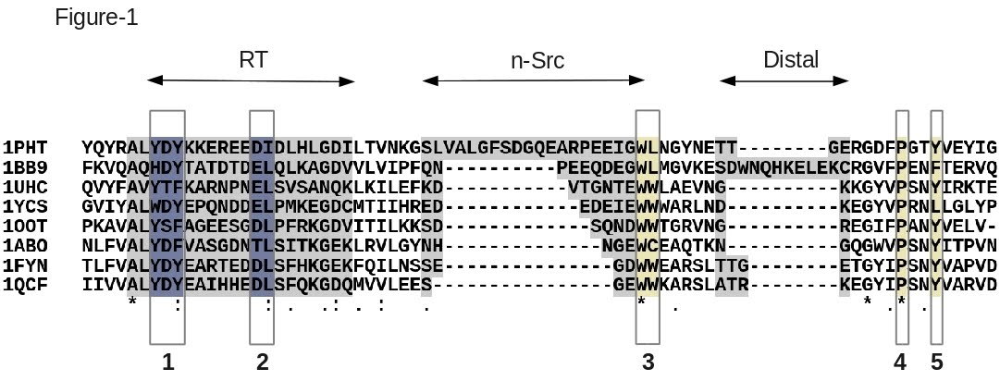 Figure-1
RT n-Src Distal
1PHT YQYRALYDYKKEREEDIDLHLGDILTVNKGSLVALGFSDGQEARPEEIGWLNGYNETT--------GERGDFPGTYVEYIG
1BB9 FKVQAQHDYTATDTDELQLKAGDVVLVIPFQN----------PEEQDEGWLMGVKESDWNQHKELEKCRGVFPENFTERVQ
1UHC QVYFAVYTFKARNPNELSVSANQKLKILEFKD-----------VTGNTEWWLAEVNG----------KKGYVPSNYIRKTE
1YCS GVIYALWDYEPQNDDELPMKEGDCMTIIHRED------------EDEIEWWWARLND----------KEGYVPRNLLGLYP
1OOT PKAVALYSFAGEESGDLPFRKGDVITILKKSD-------------SQNDWWTGRVNG----------REGIFPANYVELV-
1ABO NLFVALYDFVASGDNTLSITKGEKLRVLGYNH--------------NGEWCEAQTKN----------GQGWVPSNYITPVN
1FYN TLFVALYDYEARTEDDLSFHKGEKFQILNSSE---------------GDWWEARSLTTG--------ETGYIPSNYVAPVD
1QCF IIVVALYDYEAIHHEDLSFQKGDQMVVLEES----------------GEWWKARSLATR--------KEGYIPSNYVARVD
* : : . .: . : . * . * .* .
1 2 3 4 5